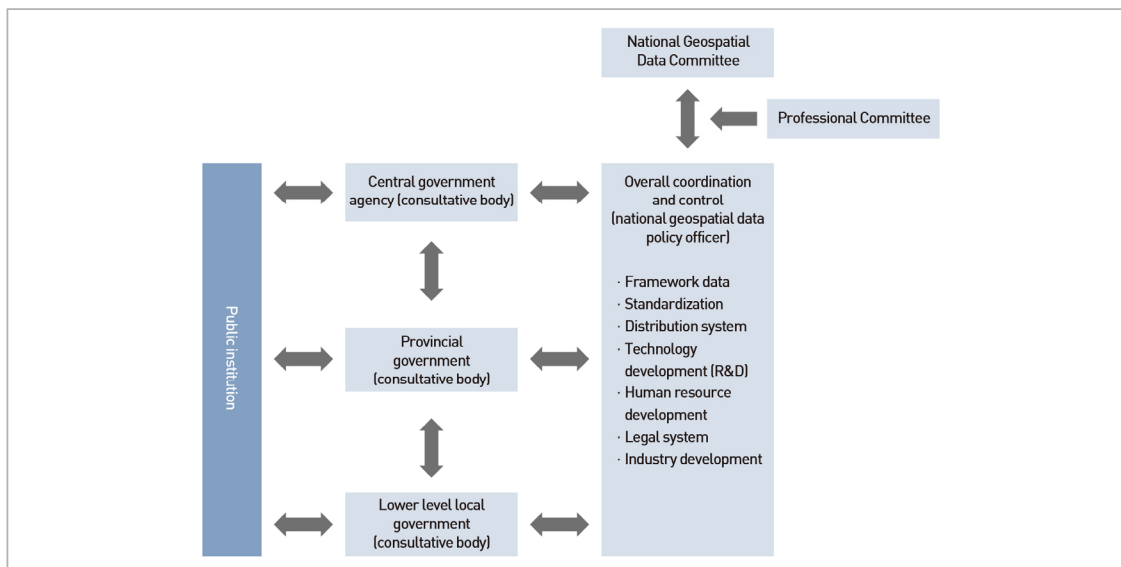 National Geospatial
Data Committee
Professional Committee
Public institution
Central government
agency (consultative body)
Provincial
government
(consultative body)
Lower level local
government
(consultative body)
Overall coordination
and control
(national geospatial data
policy officer)
· Framework data
· Standardization
· Distribution system
· Technology
development (R&D)
· Human resource
development
· Legal system
· Industry development